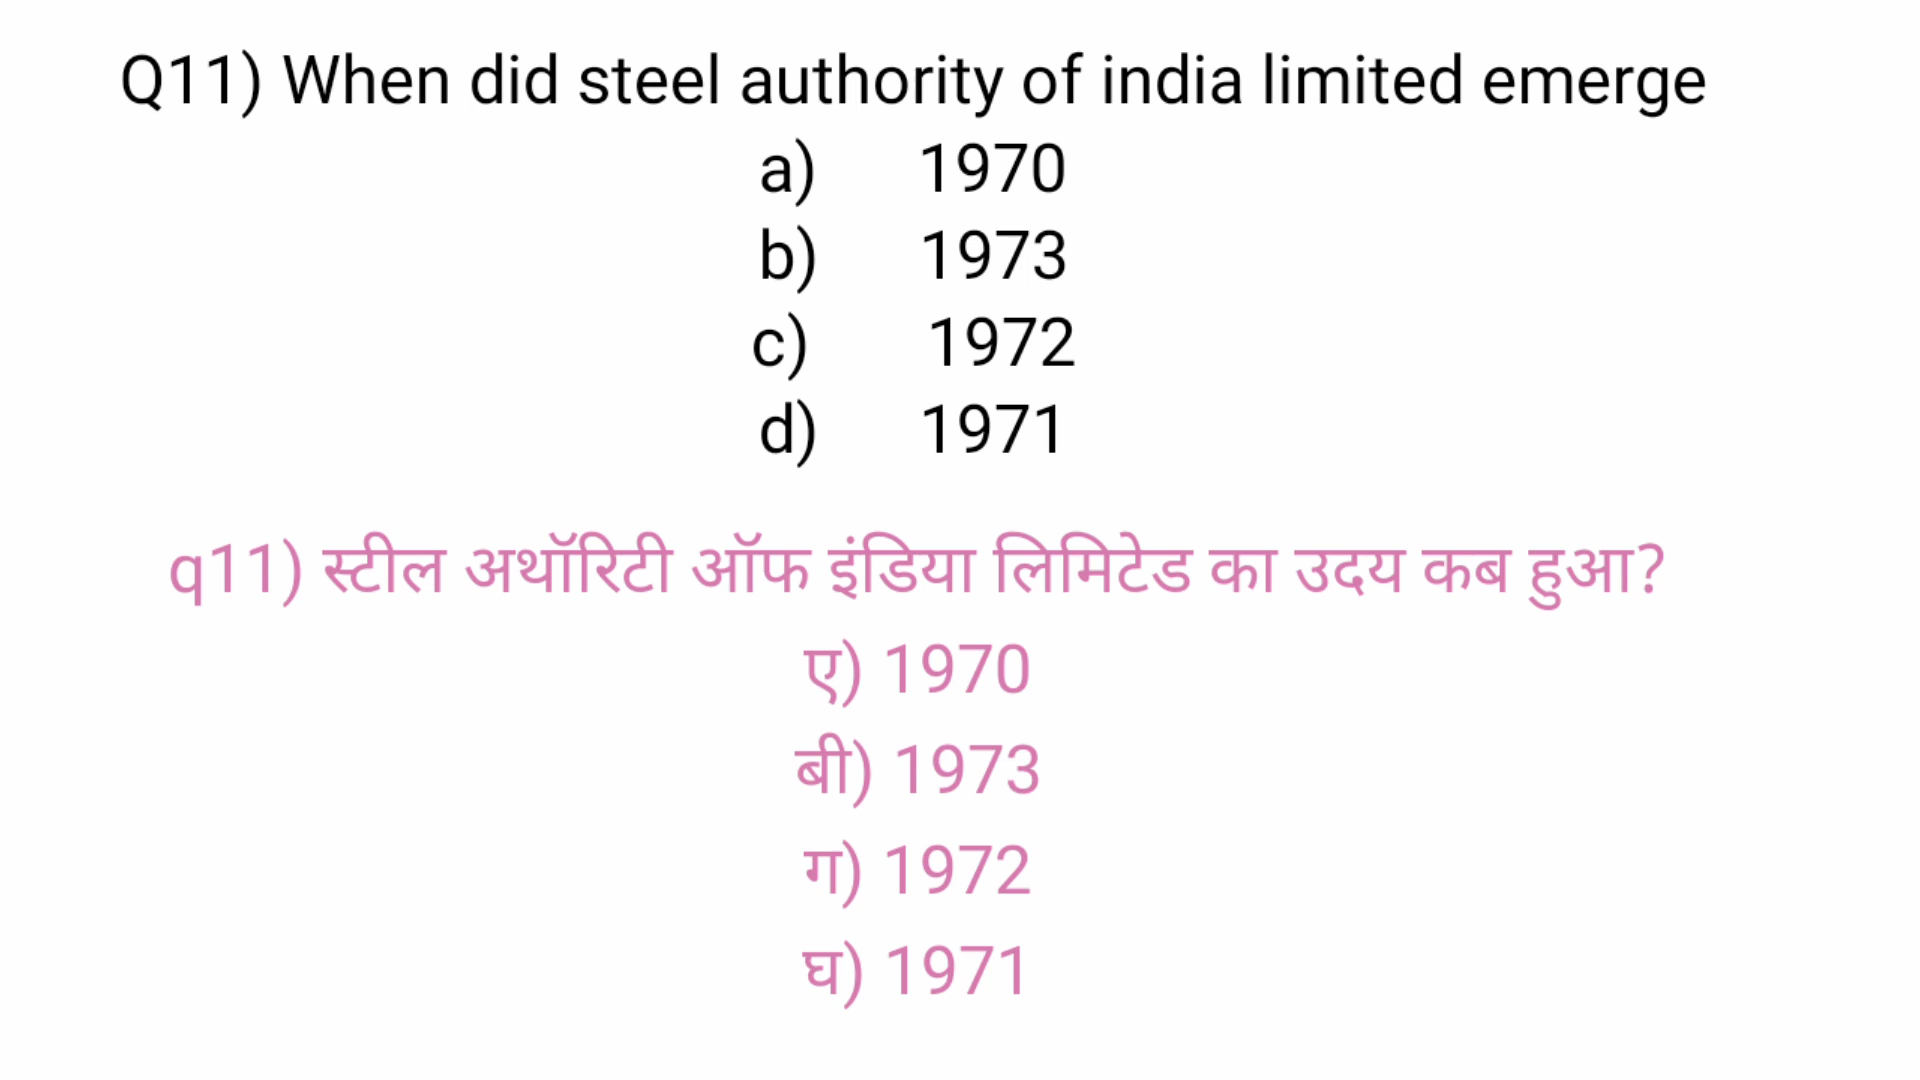 Q11) When did steel authority of india limited emerge
a) 1970
b) 1973
c) 1972
d) 1971
q11) स्टील अथॉरिटी ऑफ इंडिया लिमिटेड का उदय कब हुआ?
ए) 1970
बी) 1973
ग) 1972
घ) 1971